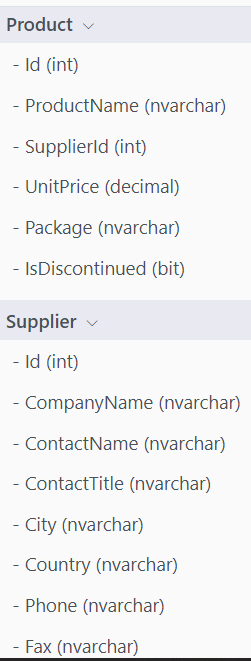 Product
- Id (int)
- ProductName (nvarchar)
- SupplierId (int)
- UnitPrice (decimal)
- Package (nvarchar)
- IsDiscontinued (bit)
Supplier
- Id (int)
- CompanyName (nvarchar)
- ContactName (nvarchar)
- ContactTitle (nvarchar)
- City (nvarchar)
- Country (nvarchar)
- Phone (nvarchar)
- Fax (nvarchar)